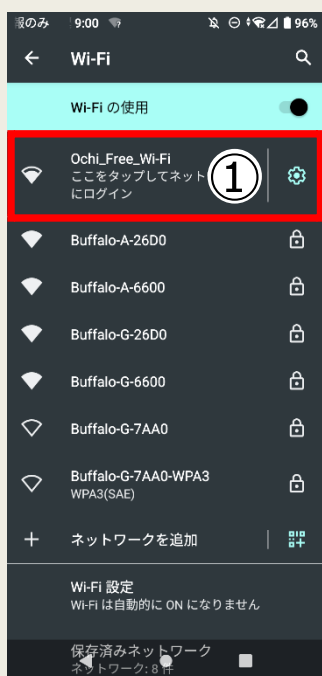 報のみ 9:00 96%
Wi-Fi
Wi-Fi の使用
Ochi_Free_Wi-Fi
ここをタップしてネット
にログイン
①
Buffalo-A-26D0
Buffalo-A-6600
Buffalo-G-26D0
Buffalo-G-6600
Buffalo-G-7AA0
Buffalo-G-7AA0-WPA3
WPA3(SAE)
ネットワークを追加
Wi-Fi 設定
Wi-Fi は自動的に ON になりません
保存済みネットワーク
ネットワーク: 8 件